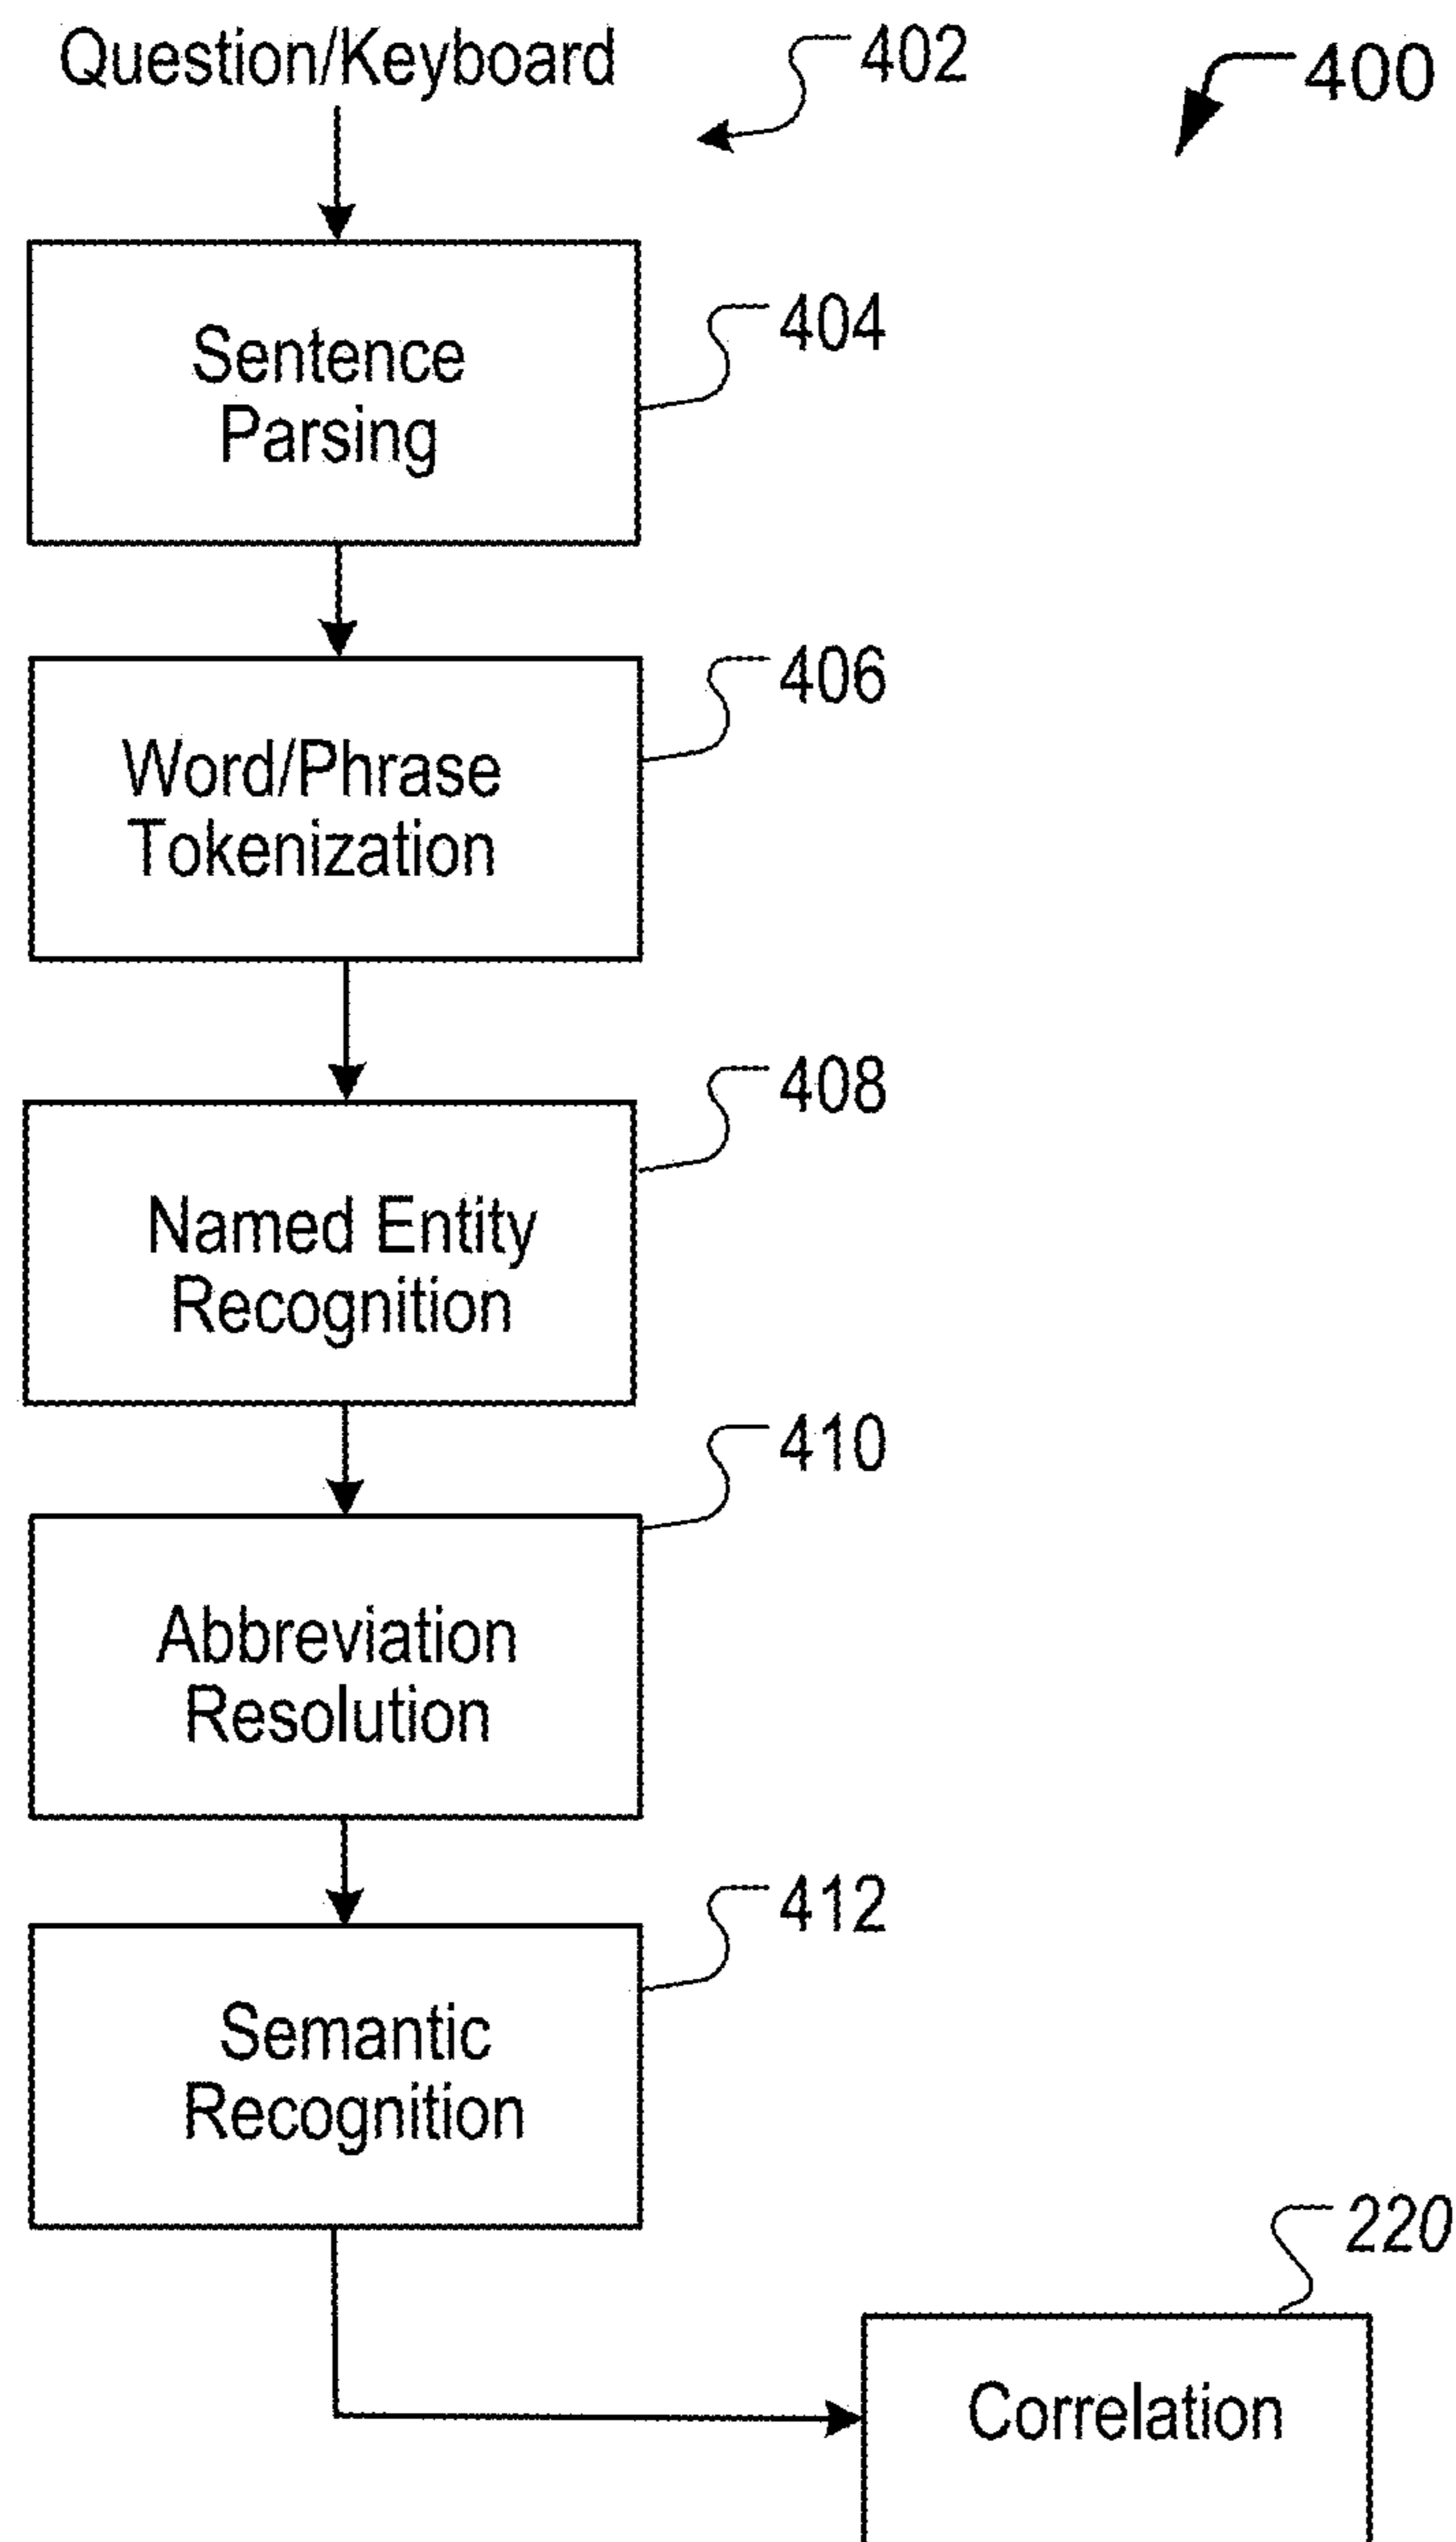 Question/Keyboard
402
400
Sentence
Parsing
404
Word/Phrase
Tokenization
406
Named Entity
Recognition
408
Abbreviation
Resolution
410
Semantic
Recognition
412
Correlation
220